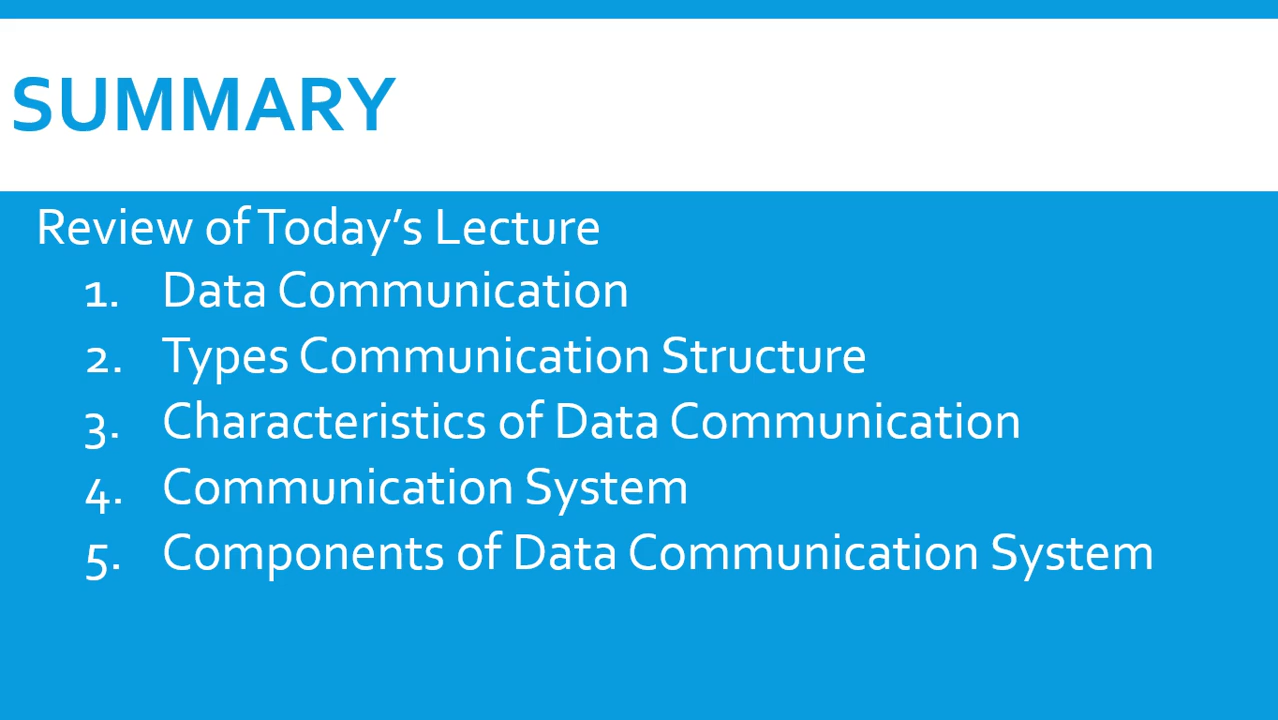 SUMMARY
Review of Today’s Lecture
1. Data Communication
2. Types Communication Structure
3. Characteristics of Data Communication
4. Communication System
5. Components of Data Communication System